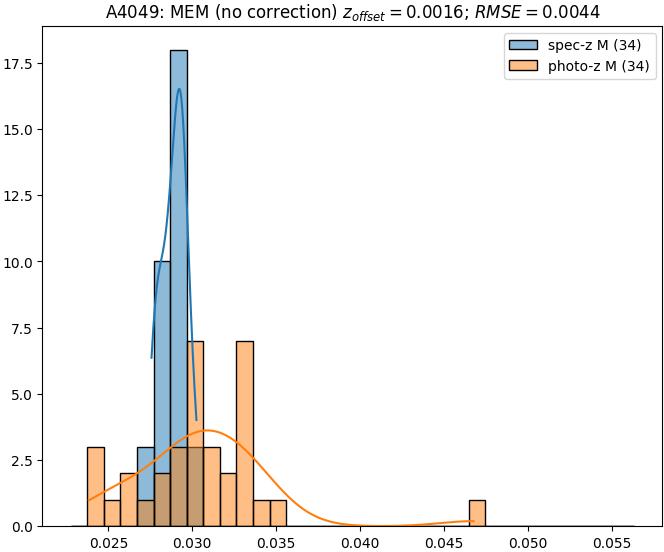 A4049: MEM (no correction) z_offset = 0.0016; RMSE = 0.0044
spec-z M (34)
photo-z M (34)
17.5
15.0
12.5
10.0
7.5
5.0
2.5
0.0
0.025 0.030 0.035 0.040 0.045 0.050 0.055